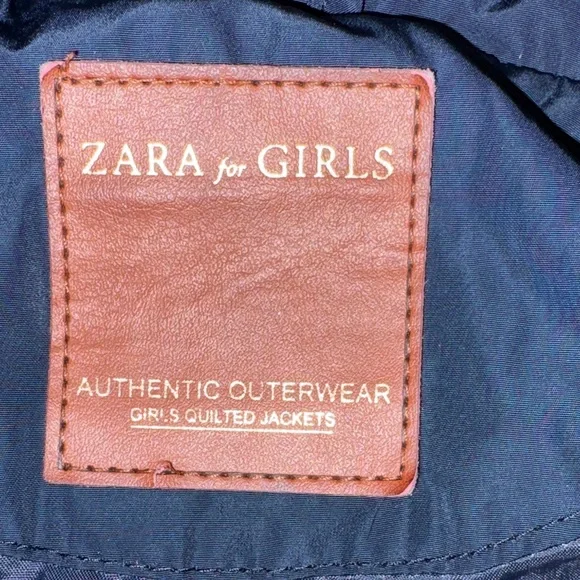 ZARA for GIRLS
AUTHENTIC OUTERWEAR
GIRLS QUILTED JACKETS